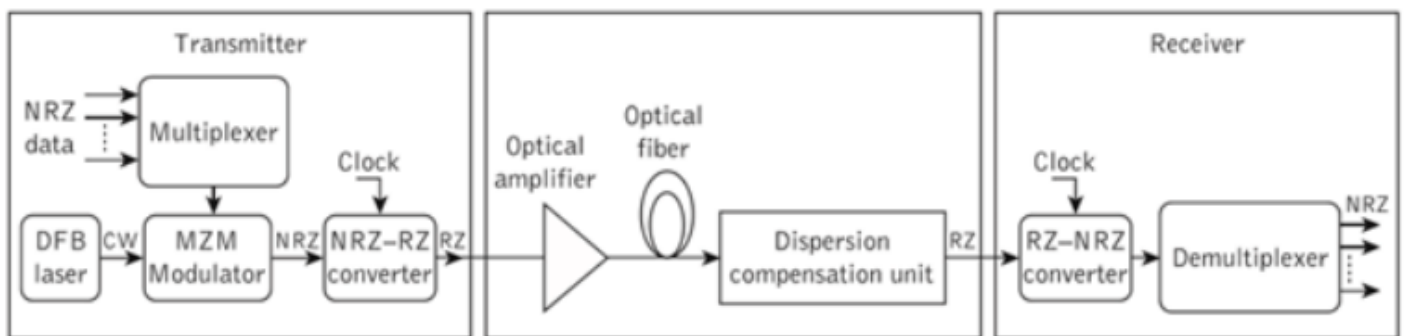 Transmitter
NRZ
data
Multiplexer
Clock
DFB
laser
CW
MZM
Modulator
NRZ
NRZ–RZ
converter
RZ
Optical
amplifier
Optical
fiber
Dispersion
compensation unit
RZ
Receiver
Clock
RZ–NRZ
converter
Demultiplexer
NRZ